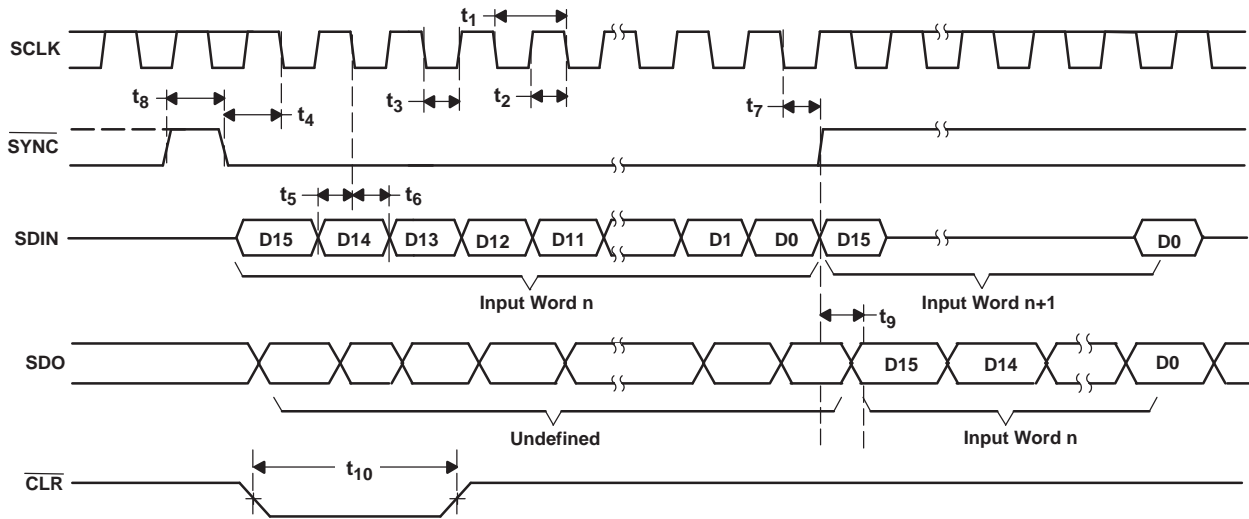 t1
SCLK
t8
t4
t3
t2
t7
SYNC
t5
t6
SDIN
D15
D14
D13
D12
D11
D1
D0
D15
D0
Input Word n
Input Word n+1
t9
SDO
D15
D14
D0
Undefined
Input Word n
CLR
t10